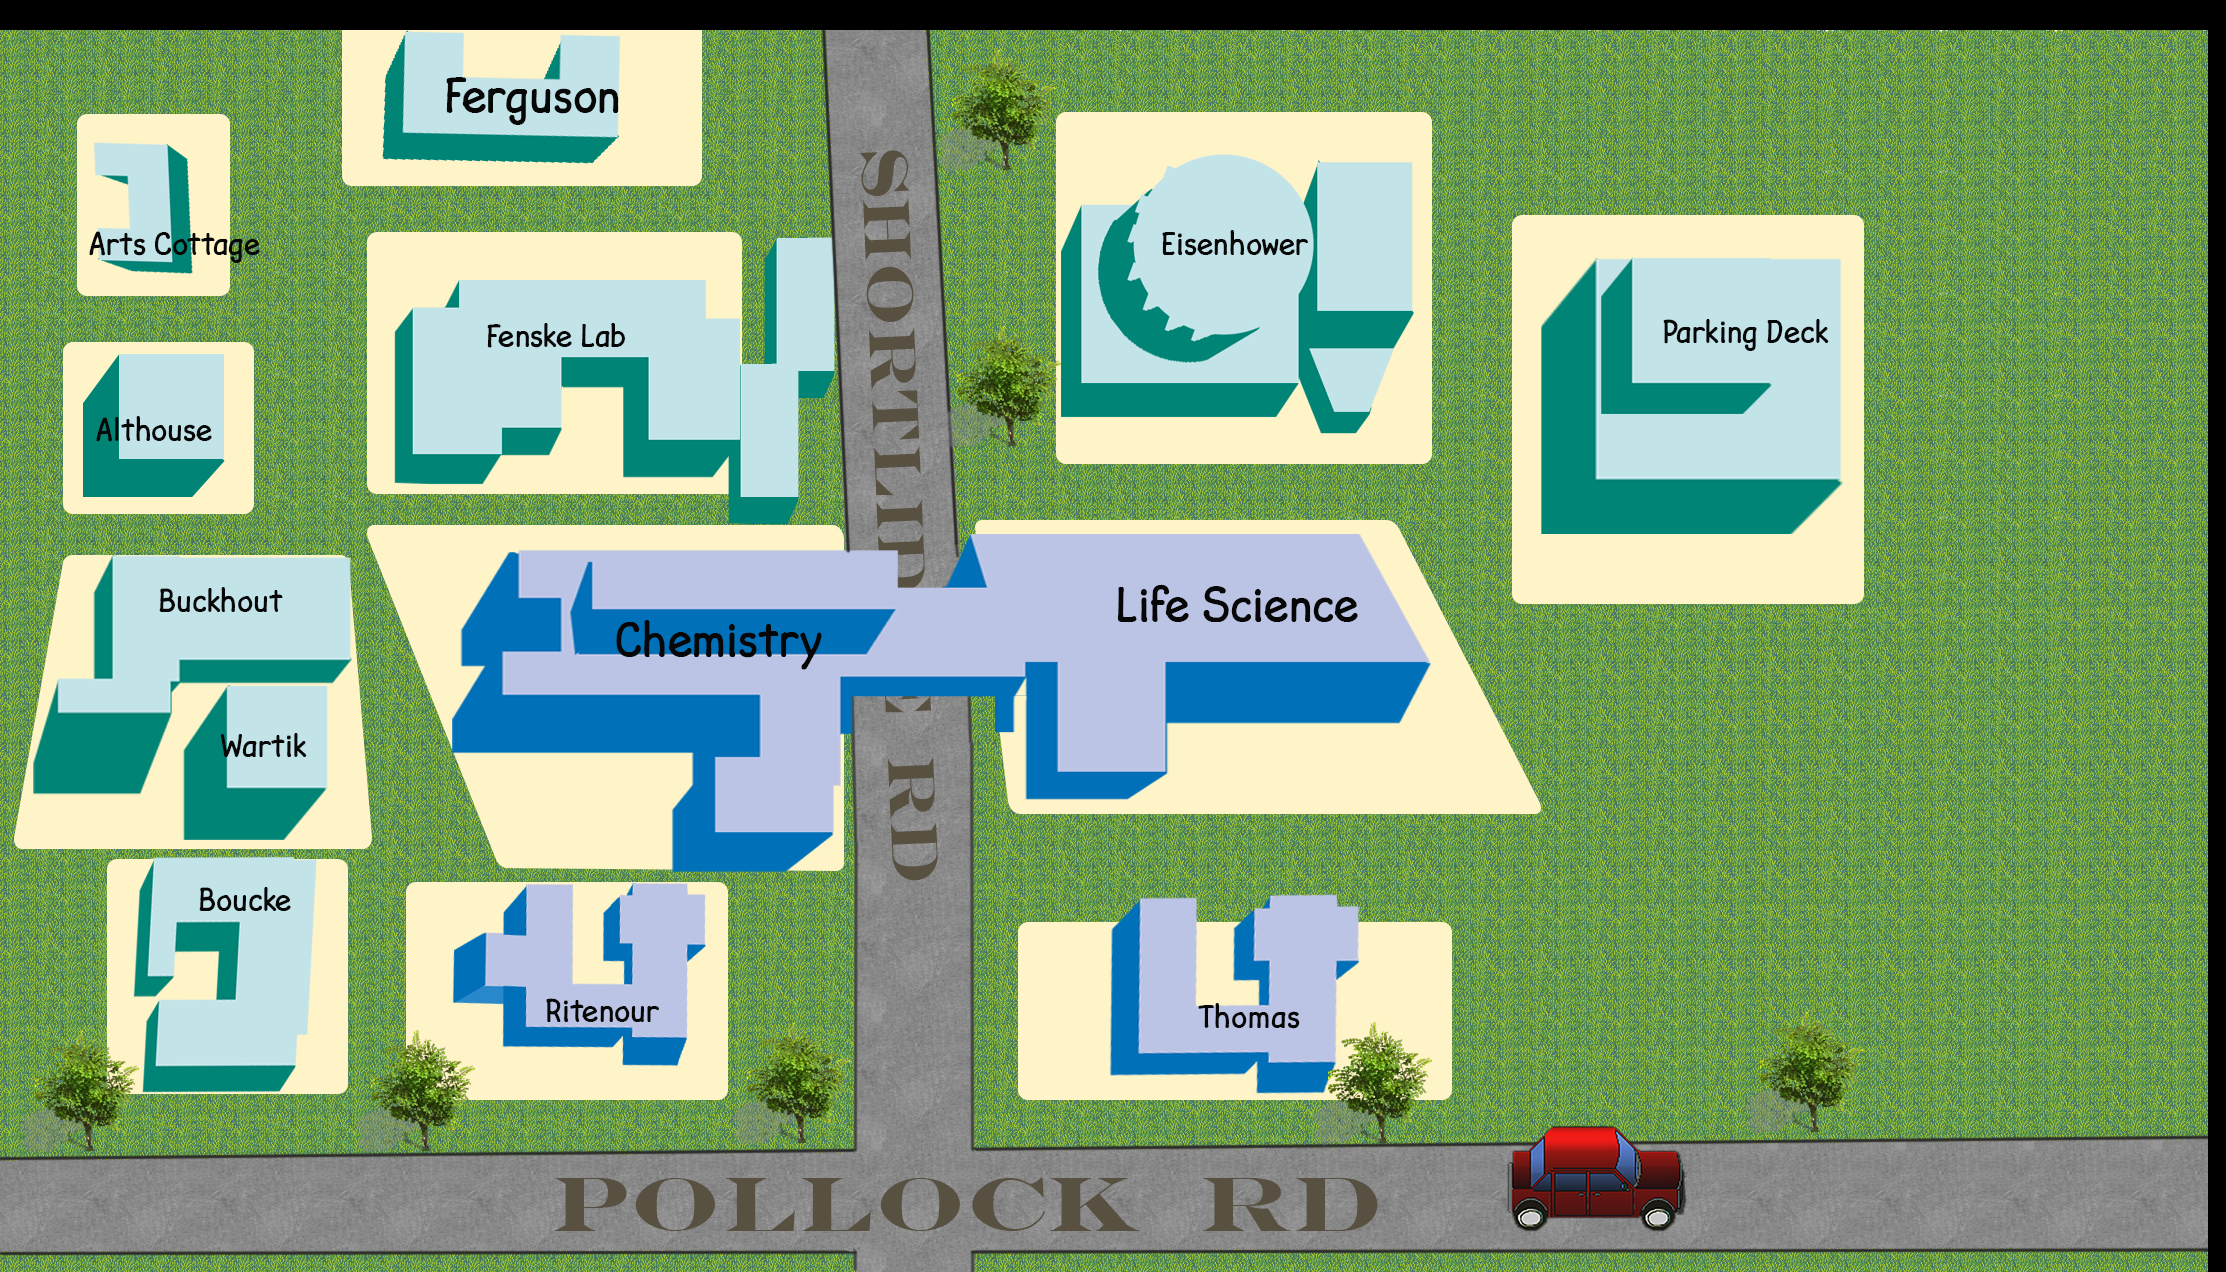 Ferguson
Arts Cottage
Eisenhower
Fenske Lab
Parking Deck
Althouse
Buckhout
Life Science
Chemistry
Wartik
Boucke
Ritenour
Thomas
POLLOCK RD